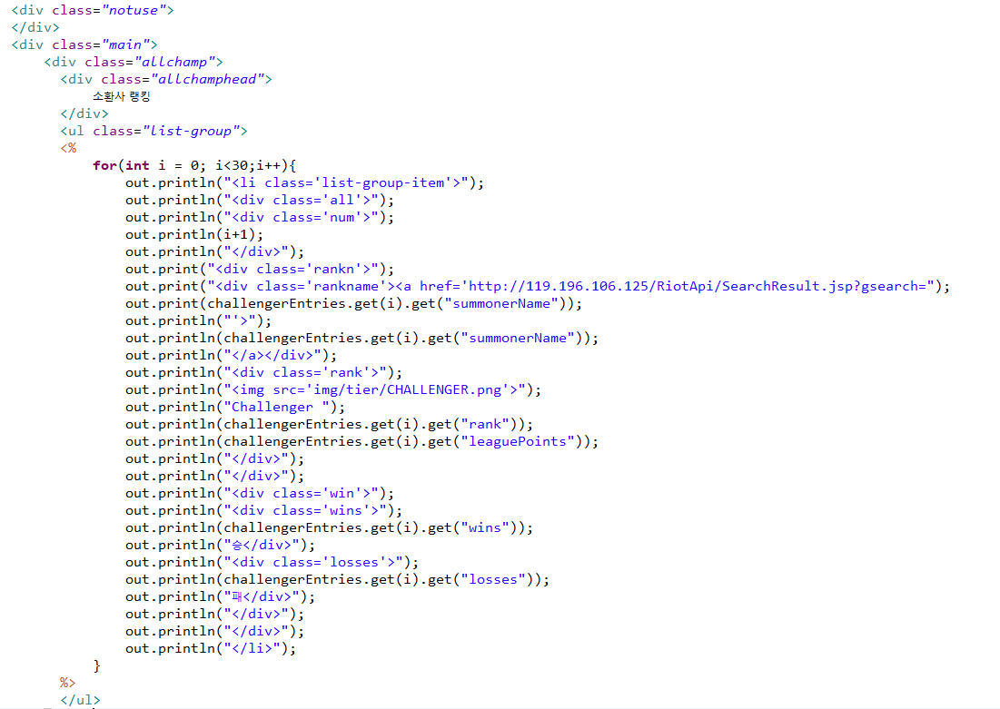 <div class="notuse">
</div>
<div class="main">
<div class="allchamp">
<div class="allchamphead">
소환사 랭킹
</div>
<ul class="list-group">
<%
for(int i = 0; i<30;i++){
out.println("<li class='list-group-item'>");
out.println("<div class='all'>");
out.println("<div class='num'>");
out.println(i+1);
out.println("</div>");
out.print("<div class='rankn'>");
out.print("<div class='rankname'><a href='http://119.196.106.125/RiotApi/SearchResult.jsp?gsearch=");
out.print(challengerEntries.get(i).get("summonerName"));
out.println("'>");
out.println(challengerEntries.get(i).get("summonerName"));
out.println("</a></div>");
out.println("<div class='rank'>");
out.println("<img src='img/tier/CHALLENGER.png'>");
out.println("Challenger ");
out.println(challengerEntries.get(i).get("rank"));
out.println(challengerEntries.get(i).get("leaguePoints"));
out.println("</div>");
out.println("</div>");
out.println("<div class='win'>");
out.println("<div class='wins'>");
out.println(challengerEntries.get(i).get("wins"));
out.println("승</div>");
out.println("<div class='losses'>");
out.println(challengerEntries.get(i).get("losses"));
out.println("패</div>");
out.println("</div>");
out.println("</div>");
out.println("</li>");
}
%>
</ul>